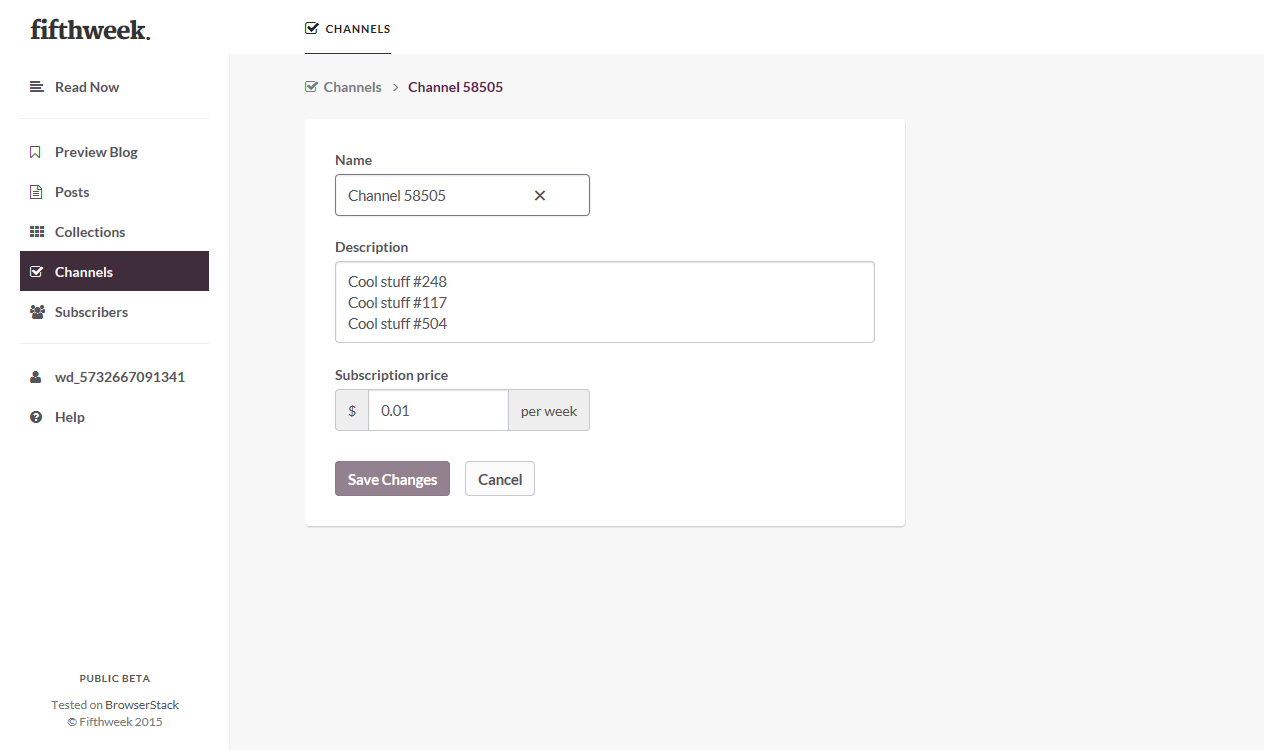 fifthweek.
CHANNELS
Read Now
Preview Blog
Posts
Collections
Channels
Subscribers
wd_5732667091341
Help
PUBLIC BETA
Tested on BrowserStack
© Fifthweek 2015
Channels > Channel 58505
Name
Channel 58505
Description
Cool stuff #248
Cool stuff #117
Cool stuff #504
Subscription price
$ 0.01 per week
Save Changes Cancel